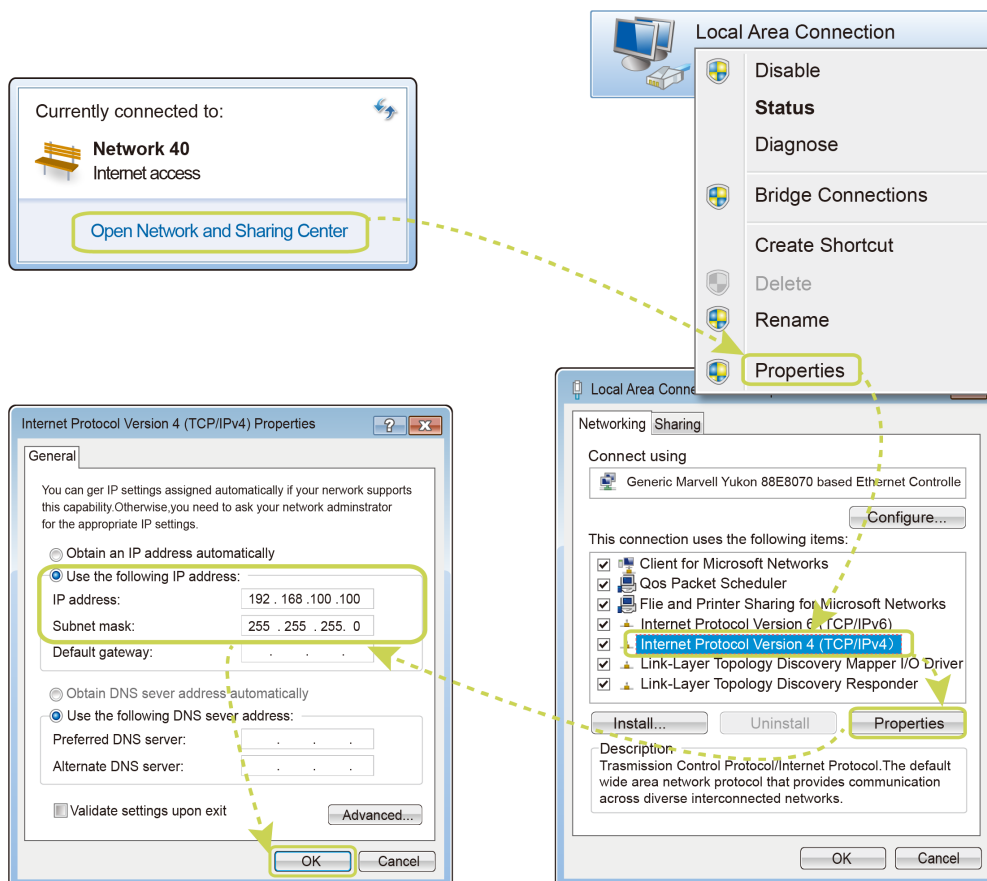 Currently connected to:
Network 40
Internet access
Open Network and Sharing Center
Local Area Connection
Disable
Status
Diagnose
Bridge Connections
Create Shortcut
Delete
Rename
Properties
Local Area Conne
Networking Sharing
Connect using
Generic Marvell Yukon 88E8070 based Ethernet Controlle
Configure...
This connection uses the following items:
Client for Microsoft Networks
Qos Packet Scheduler
Flie and Printer Sharing for Microsoft Networks
Internet Protocol Version 6 (TCP/IPv6)
Internet Protocol Version 4 (TCP/IPv4)
Link-Layer Topology Discovery Mapper I/O Driver
Link-Layer Topology Discovery Responder
Install... Uninstall Properties
Description
Trasmission Control Protocol/Internet Protocol.The default
wide area network protocol that provides communication
across diverse interconnected networks.
OK Cancel
Internet Protocol Version 4 (TCP/IPv4) Properties ? X
General
You can ger IP settings assigned automatically if your nerwork supports
this capability.Otherwise,you need to ask your network adminstrator
for the appropriate IP settings.
Obtain an IP address automatically
Use the following IP address:
IP address: 192 . 168 .100 .100
Subnet mask: 255 . 255 . 255. 0
Default gateway: . . .
Obtain DNS sever address automatically
Use the following DNS sever address:
Preferred DNS server: . . .
Alternate DNS server: . . .
Validate settings upon exit
Advanced...
OK Cancel